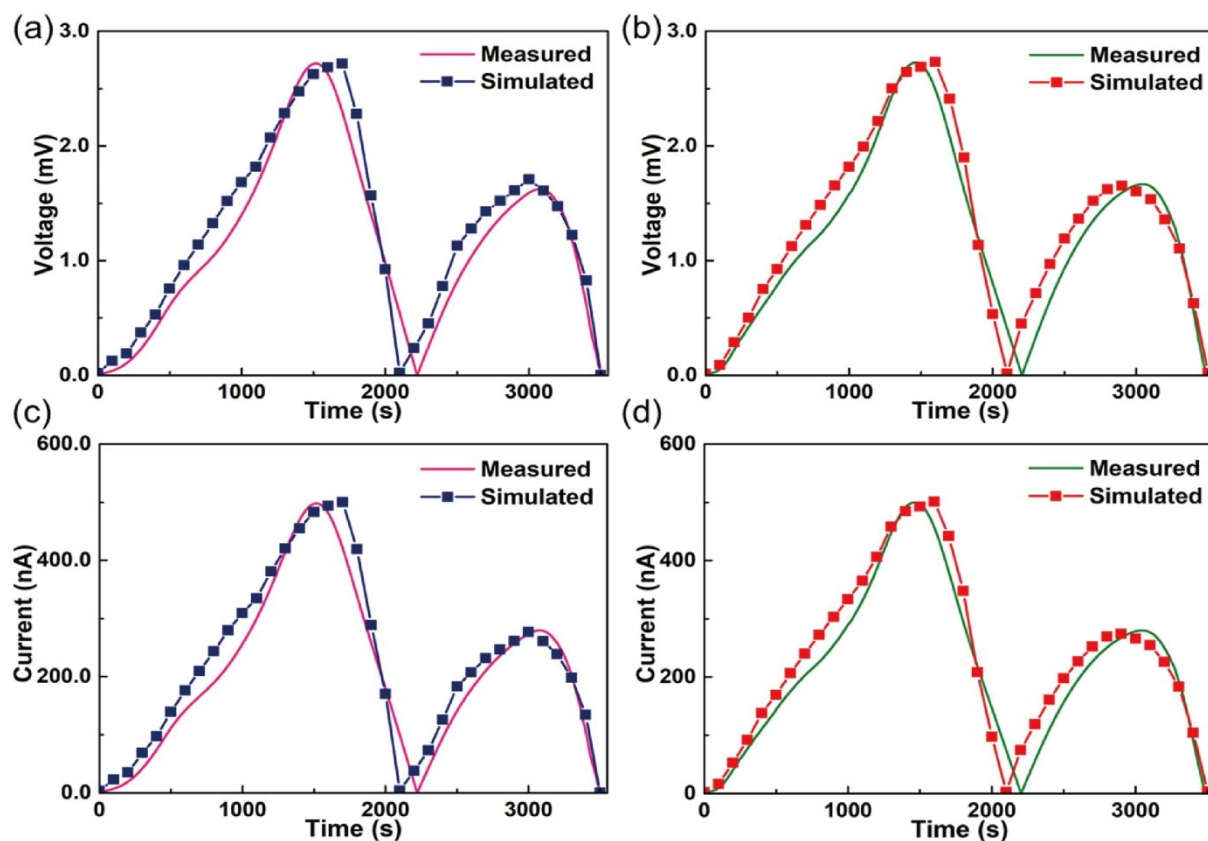 (a)
3.0
2.0
1.0
0.0
Voltage (mV)
Measured
Simulated
0
1000
2000
3000
Time (s)
(b)
3.0
2.0
1.0
0.0
Voltage (mV)
Measured
Simulated
0
1000
2000
3000
Time (s)
(c)
600.0
400.0
200.0
0.0
Current (nA)
Measured
Simulated
0
1000
2000
3000
Time (s)
(d)
600
400
200
0
Current (nA)
Measured
Simulated
0
1000
2000
3000
Time (s)